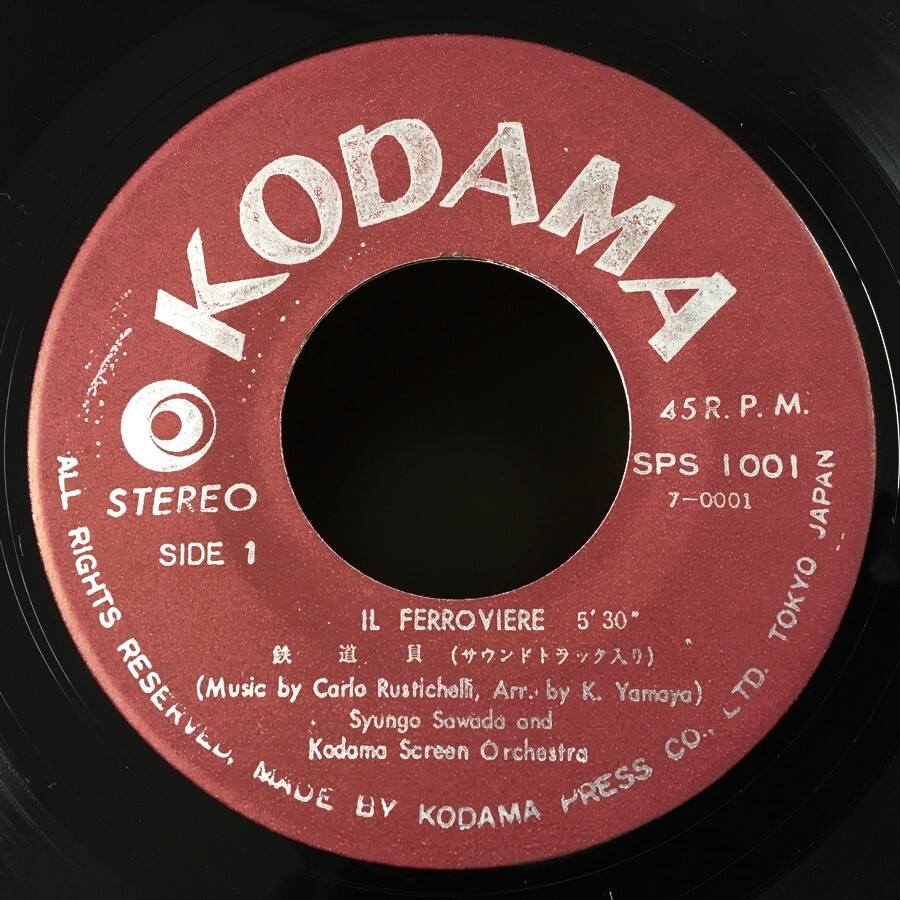 KODAMA
45 R. P. M.
SPS 1001
7-0001
STEREO
SIDE 1
IL FERROVIERE 5'30"
鉄 道 員 (サウンドトラック入り)
(Music by Carlo Rustichelli, Arr. by K. Yamaya)
Syungo Sawada and
Kodama Screen Orchestra
ALL RIGHTS RESERVED, MADE BY KODAMA PRESS CO., LTD. TOKYO JAPAN